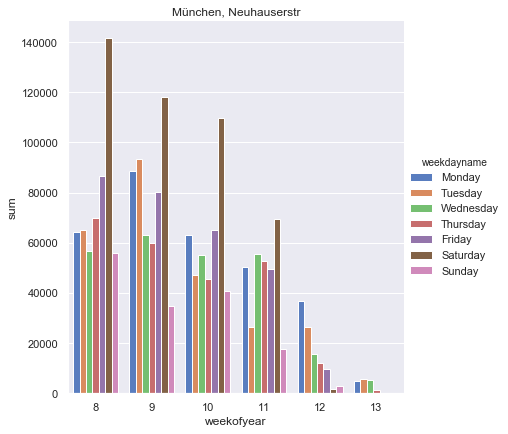 München, Neuhauserstr
sum
140000
120000
100000
80000
60000
40000
20000
0
8 9 10 11 12 13
weekofyear
weekdayname
Monday
Tuesday
Wednesday
Thursday
Friday
Saturday
Sunday